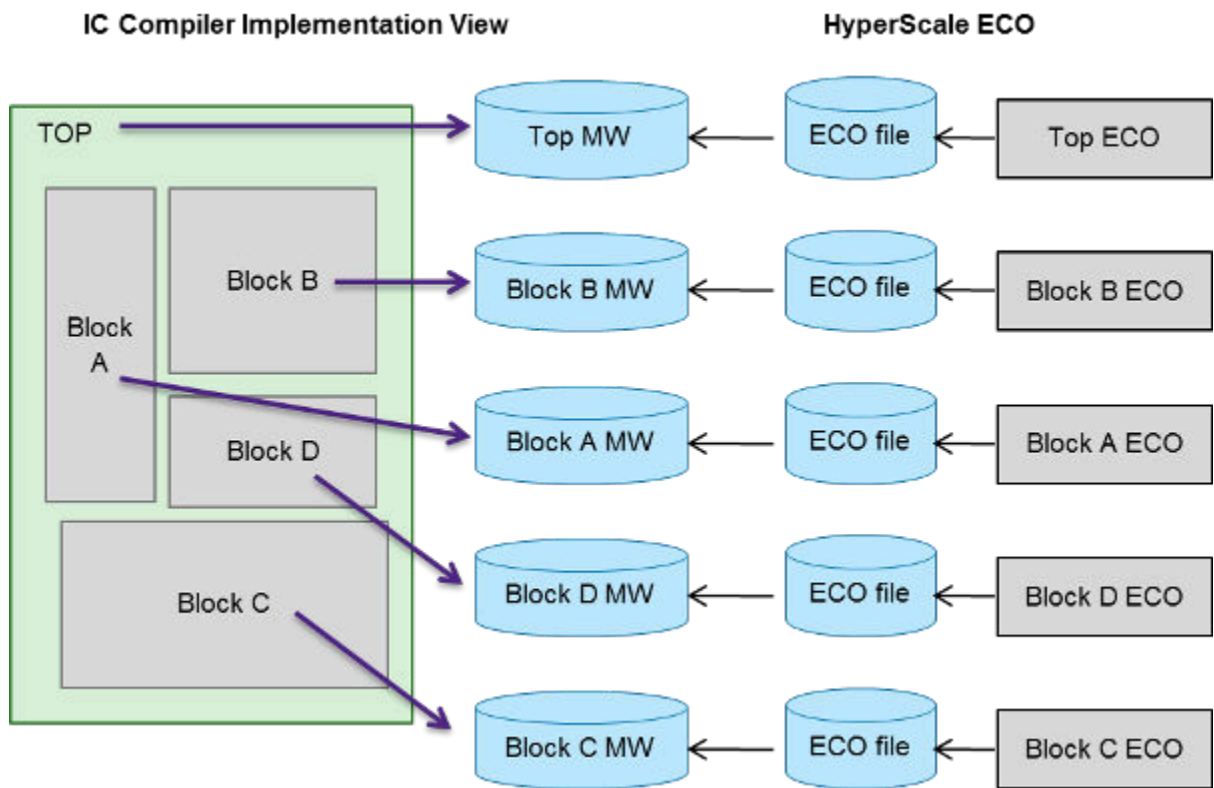 IC Compiler Implementation View
HyperScale ECO
TOP
Top MW
ECO file
Top ECO
Block B
Block B MW
ECO file
Block B ECO
Block
A
Block A MW
ECO file
Block A ECO
Block D
Block D MW
ECO file
Block D ECO
Block C
Block C MW
ECO file
Block C ECO